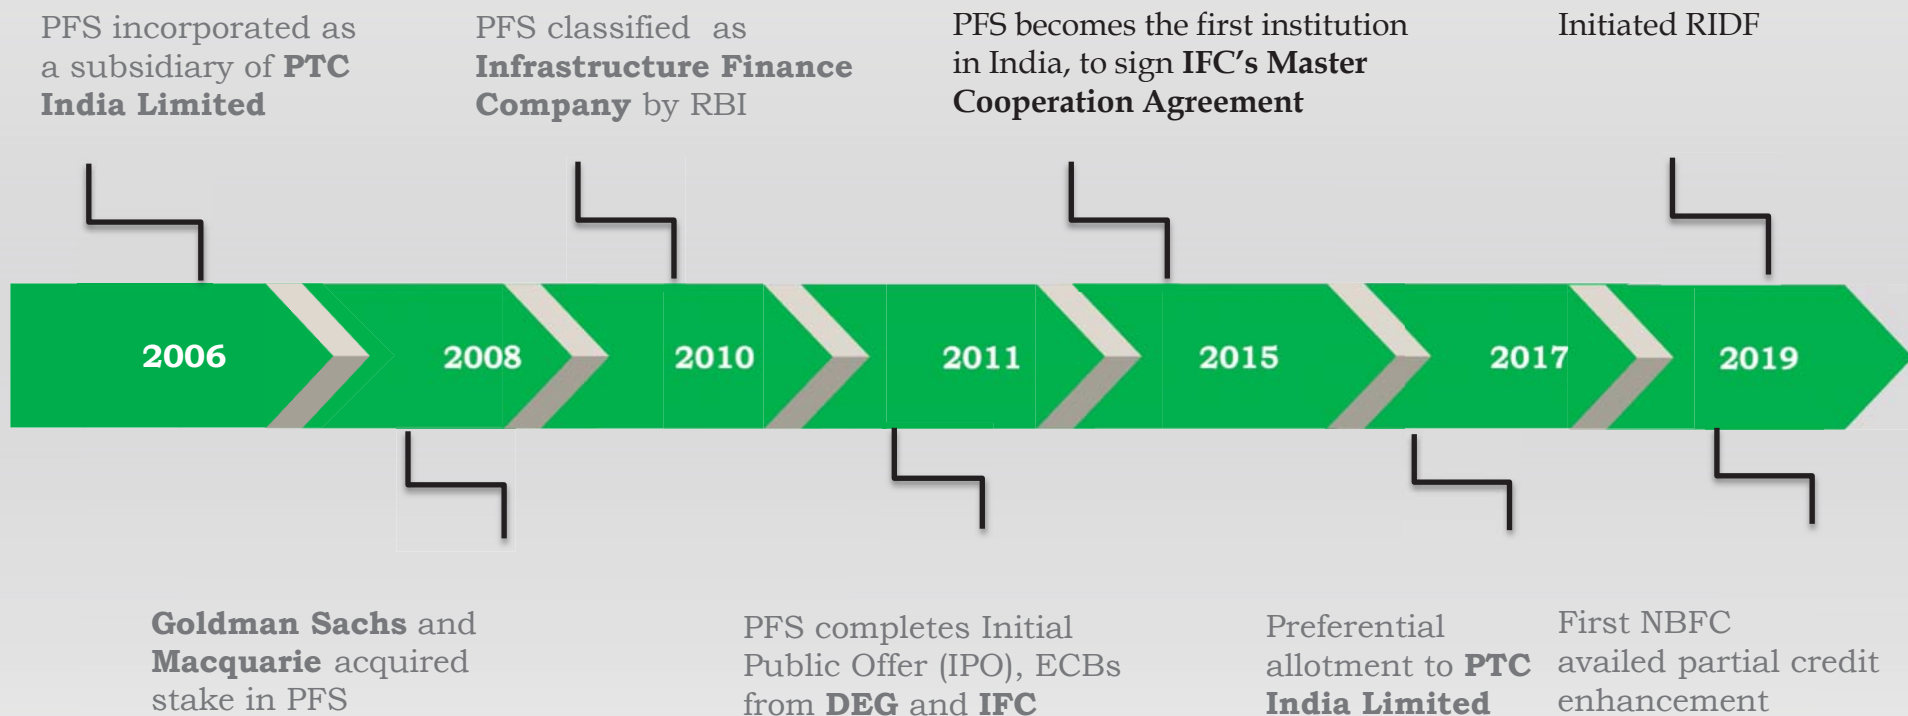 PFS incorporated as
a subsidiary of PTC
India Limited
PFS classified as
Infrastructure Finance
Company by RBI
PFS becomes the first institution
in India, to sign IFC's Master
Cooperation Agreement
Initiated RIDF
2006
2008
2010
2011
2015
2017
2019
Goldman Sachs and
Macquarie acquired
stake in PFS
PFS completes Initial
Public Offer (IPO), ECBs
from DEG and IFC
Preferential
allotment to PTC
India Limited
First NBFC
availed partial credit
enhancement